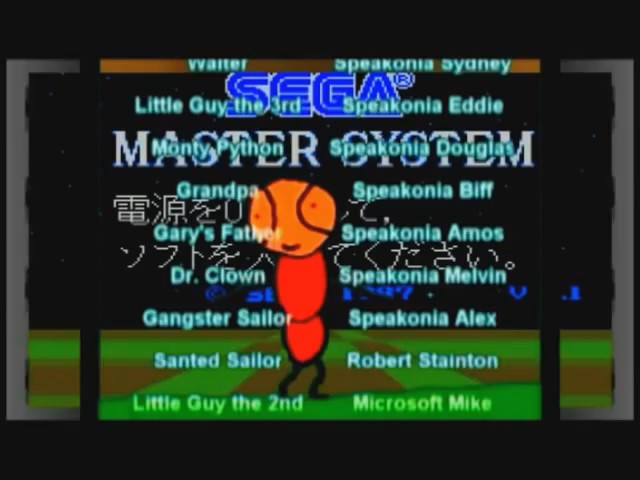 Walter Speakonia Sydney
SEGA®
Little Guy the 3rd Speakonia Eddie
MASTER SYSTEM
Monty Python Speakonia Douglas
Grandpa Speakonia Biff
電源を て,
Gary's Father Speakonia Amos
ソフトを てください。
Dr. Clown Speakonia Melvin
©
Gangster Sailor Speakonia Alex
Santed Sailor Robert Stainton
Little Guy the 2nd Microsoft Mike